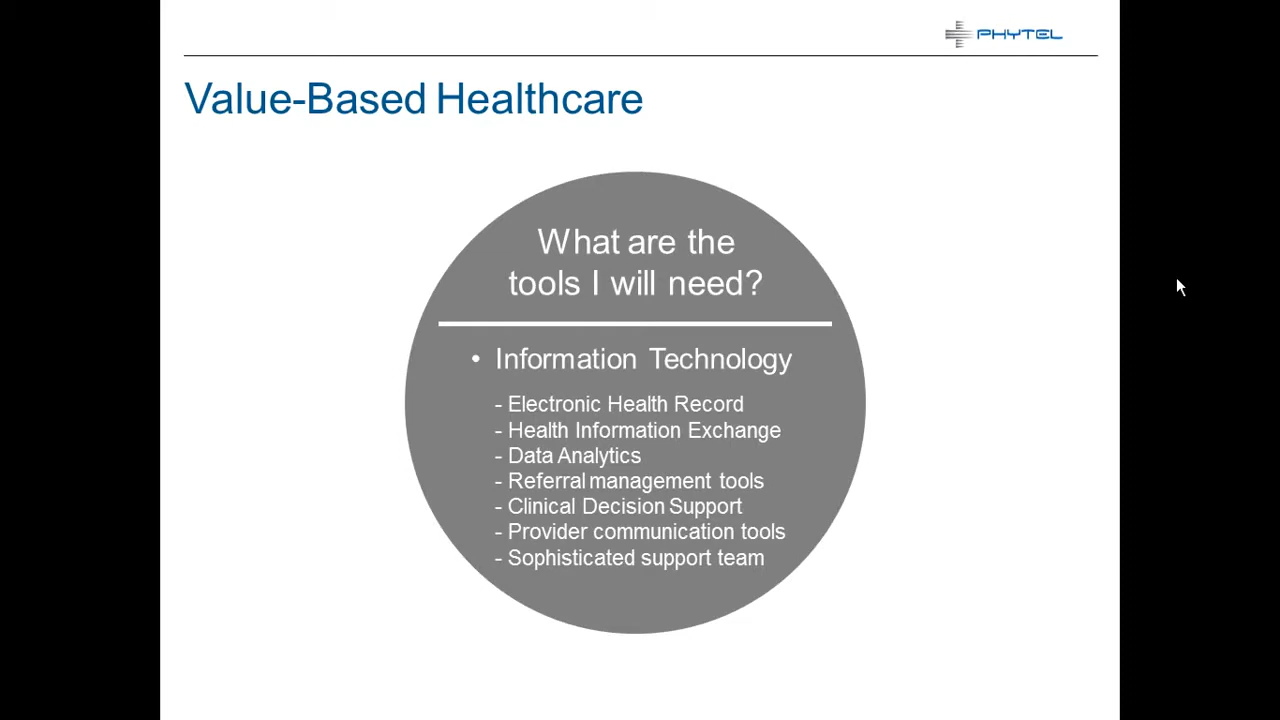 PHYTEL
Value-Based Healthcare
What are the
tools I will need?
• Information Technology
- Electronic Health Record
- Health Information Exchange
- Data Analytics
- Referral management tools
- Clinical Decision Support
- Provider communication tools
- Sophisticated support team